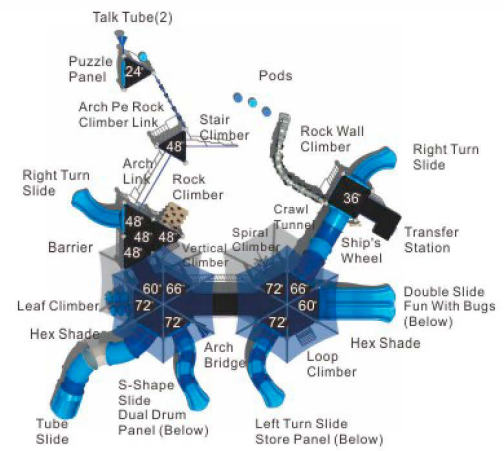 Talk Tube(2)
Puzzle
Panel
24"
Pods
Arch Pe Rock
Climber Link
Stair
Climber
48"
Rock Wall
Climber
Right Turn
Slide
Arch
Link
Rock
Climber
Right Turn
Slide
36"
Crawl
Tunnel
Transfer
Station
Ship's
Wheel
48"
48"
48"
48"
Barrier
Vertical
Climber
Spiral
Climber
60"
66"
72"
72"
72"
66"
60"
72"
Leaf Climber
Double Slide
Fun With Bugs
(Below)
Hex Shade
Hex Shade
Arch
Bridge
Loop
Climber
S-Shape
Slide
Dual Drum
Panel (Below)
Tube
Slide
Left Turn Slide
Store Panel (Below)